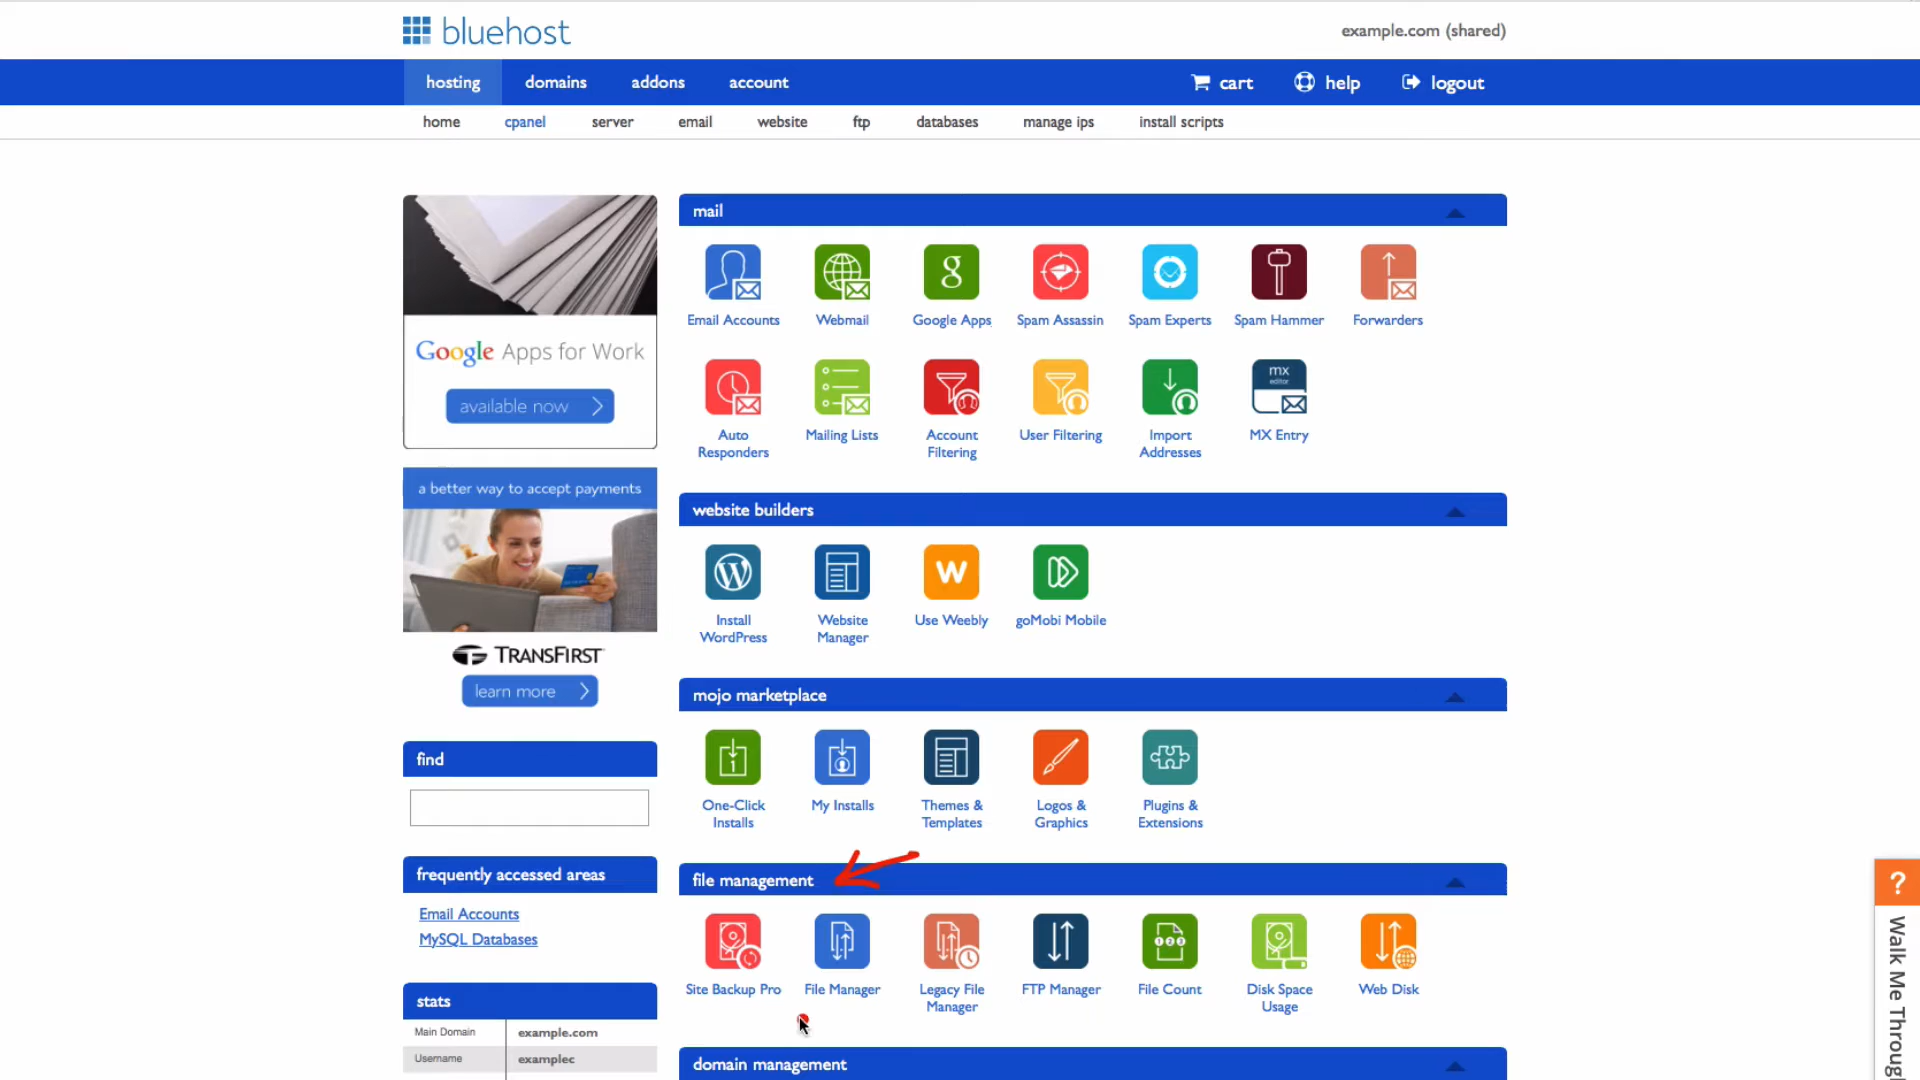 bluehost
example.com (shared)
hosting domains addons account cart help logout
home cpanel server email website ftp databases manage ips install scripts
Google Apps for Work
available now
a better way to accept payments
TRANSFIRST
learn more
find
frequently accessed areas
Email Accounts
MySQL Databases
stats
Main Domain example.com
Username examplec
mail
Email Accounts Webmail Google Apps Spam Assassin Spam Experts Spam Hammer Forwarders
mx
editor
Auto Mailing Lists Account User Filtering Import MX Entry
Responders Filtering Addresses
website builders
Install Website Use Weebly goMobi Mobile
WordPress Manager
mojo marketplace
One-Click My Installs Themes & Logos & Plugins &
Installs Templates Graphics Extensions
file management
Site Backup Pro File Manager Legacy File FTP Manager File Count Disk Space Web Disk
Manager Usage
domain management
?
Walk Me Through